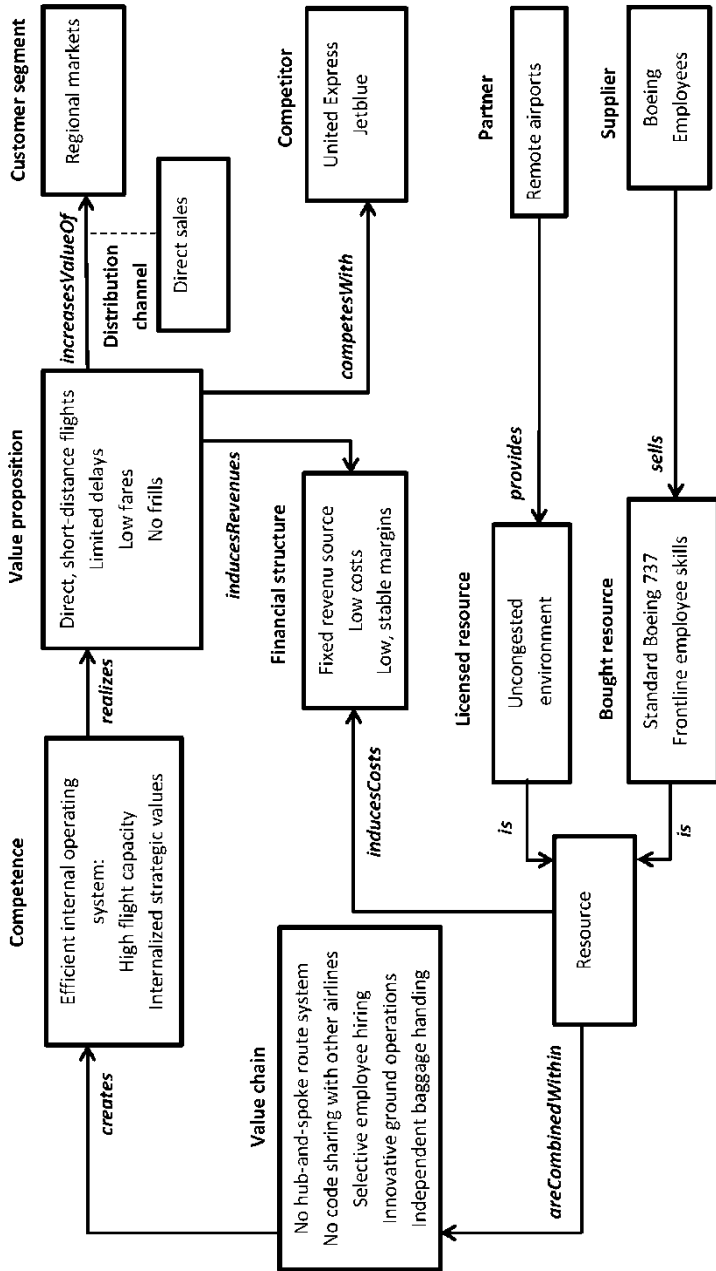 Competence
Efficient internal operating
system:
High flight capacity
Internalized strategic values
realizes
Value proposition
Direct, short-distance flights
Limited delays
Low fares
No frills
increasesValueOf
Customer segment
Regional markets
Distribution
channel
Direct sales
creates
inducesRevenues
competesWith
Competitor
United Express
Jetblue
Value chain
No hub-and-spoke route system
No code sharing with other airlines
Selective employee hiring
Innovative ground operations
Independent baggage handing
inducesCosts
Financial structure
Fixed revenu source
Low costs
Low, stable margins
areCombinedWithin
Resource
is
Licensed resource
Uncongested
environment
provides
Partner
Remote airports
is
Bought resource
Standard Boeing 737
Frontline employee skills
sells
Supplier
Boeing
Employees